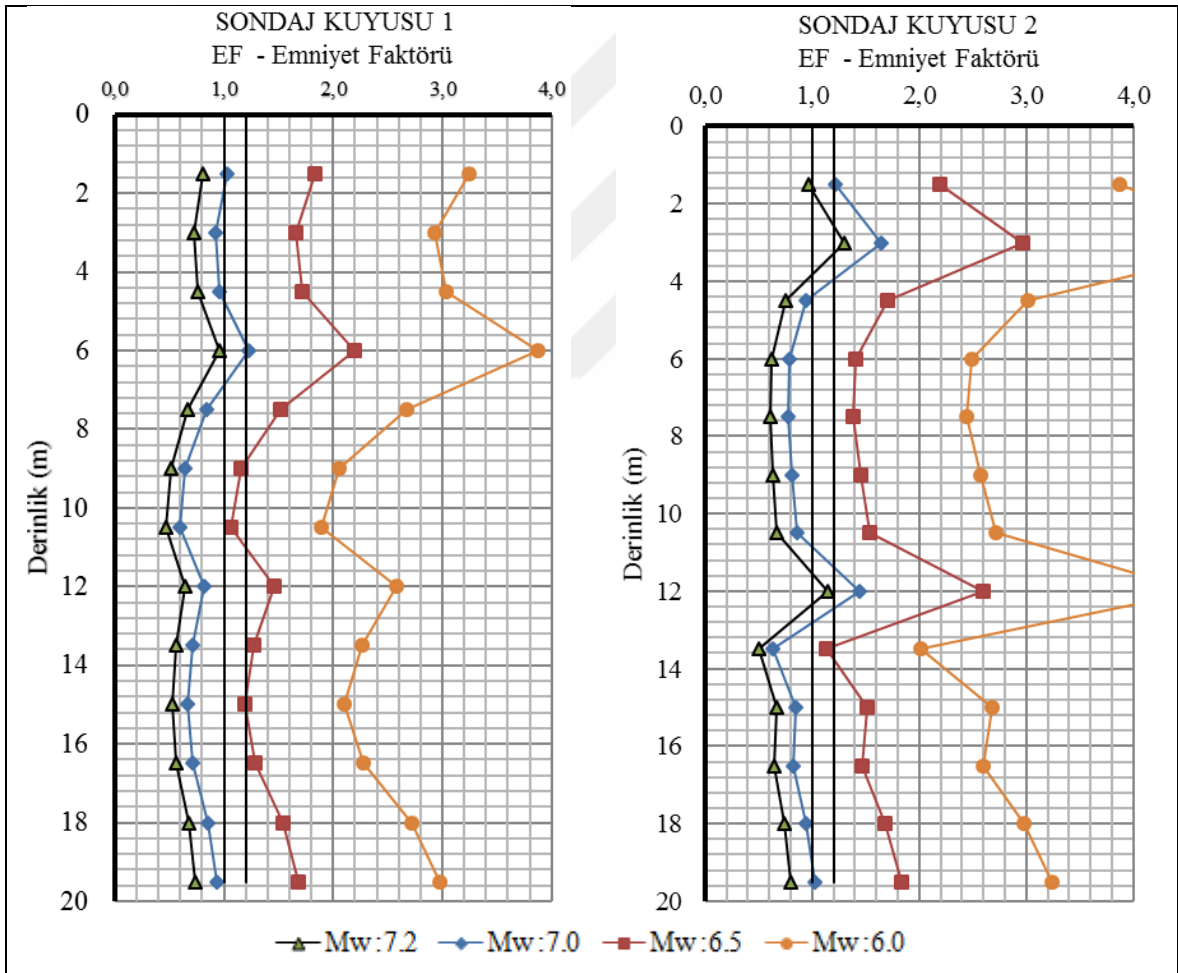 SONDAJ KUYUSU 1
EF - Emniyet Faktörü
0,0 1,0 2,0 3,0 4,0
0
2
4
6
8
10
12
14
16
18
20
Derinlik (m)
SONDAJ KUYUSU 2
EF - Emniyet Faktörü
0,0 1,0 2,0 3,0 4,0
0
2
4
6
8
10
12
14
16
18
20
Derinlik (m)
Mw:7.2 Mw:7.0 Mw:6.5 Mw:6.0